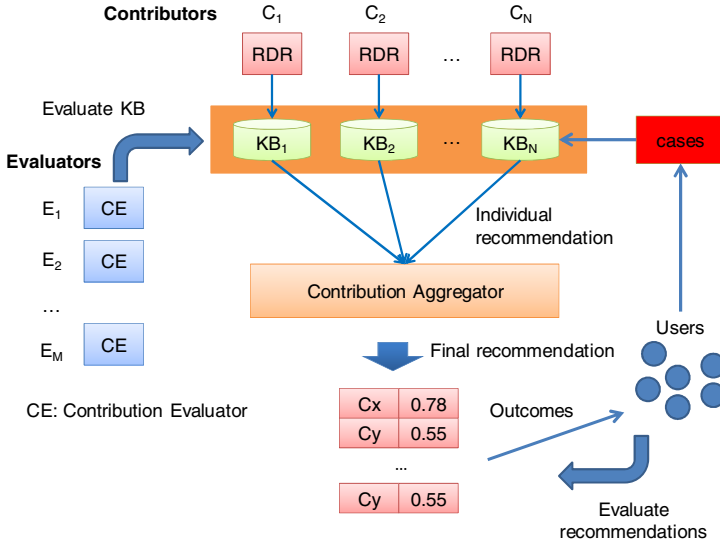 Contributors C1 C2 CN
RDR RDR ... RDR
Evaluate KB
KB1 KB2 ... KBN
cases
Evaluators
E1 CE
E2 CE
...
EM CE
Individual
recommendation
Contribution Aggregator
Users
Final recommendation
CE: Contribution Evaluator
Cx 0.78
Cy 0.55
...
Cy 0.55
Outcomes
Evaluate
recommendations